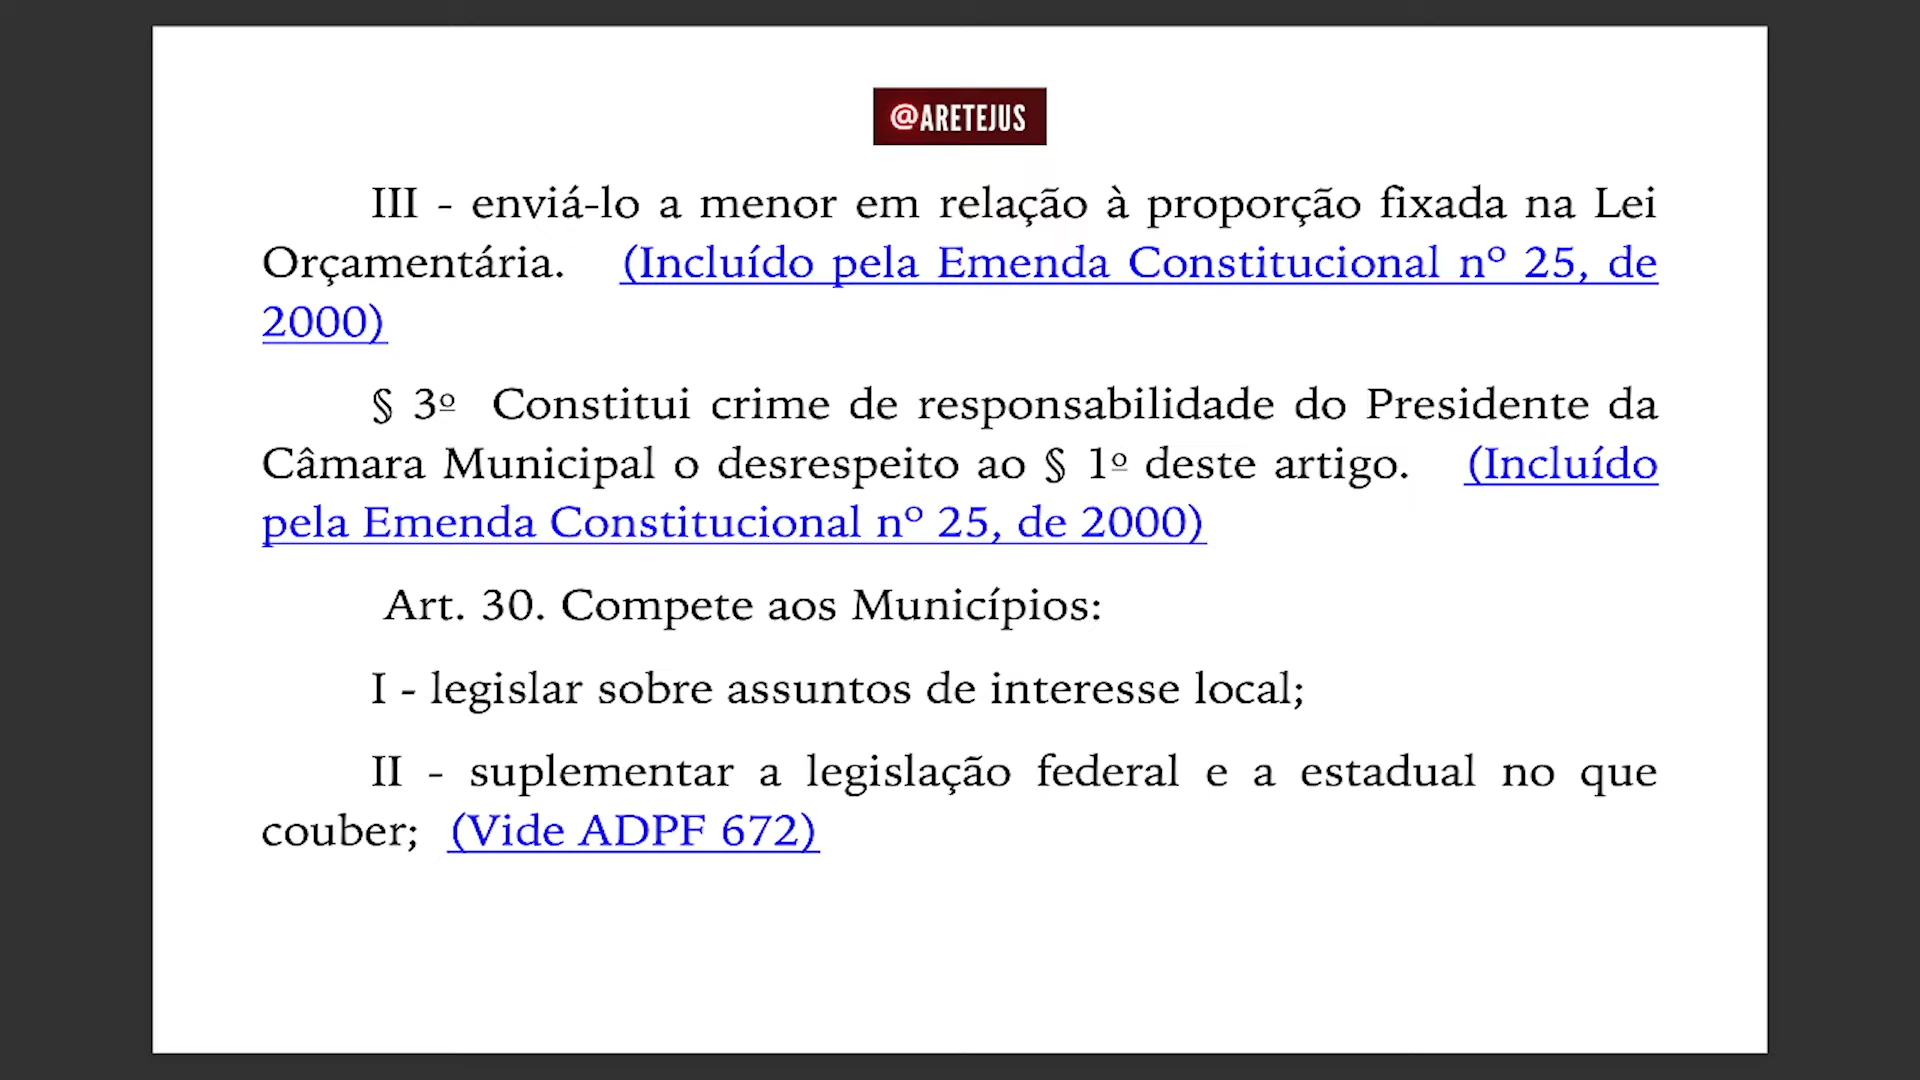 @ARETEJUS
III - enviá-lo a menor em relação à proporção fixada na Lei
Orçamentária. (Incluído pela Emenda Constitucional nº 25, de
2000)
§ 3º Constitui crime de responsabilidade do Presidente da
Câmara Municipal o desrespeito ao § 1º deste artigo. (Incluído
pela Emenda Constitucional nº 25, de 2000)
Art. 30. Compete aos Municípios:
I - legislar sobre assuntos de interesse local;
II - suplementar a legislação federal e a estadual no que
couber; (Vide ADPF 672)